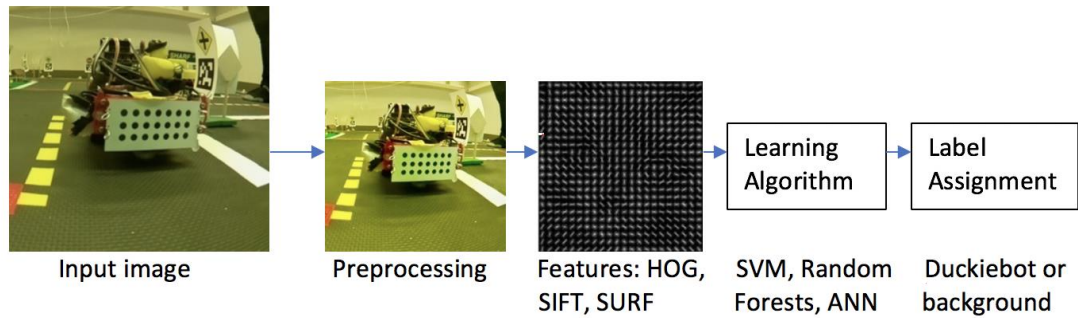 Input image
Preprocessing
Features: HOG,
SIFT, SURF
Learning
Algorithm
SVM, Random
Forests, ANN
Label
Assignment
Duckiebot or
background